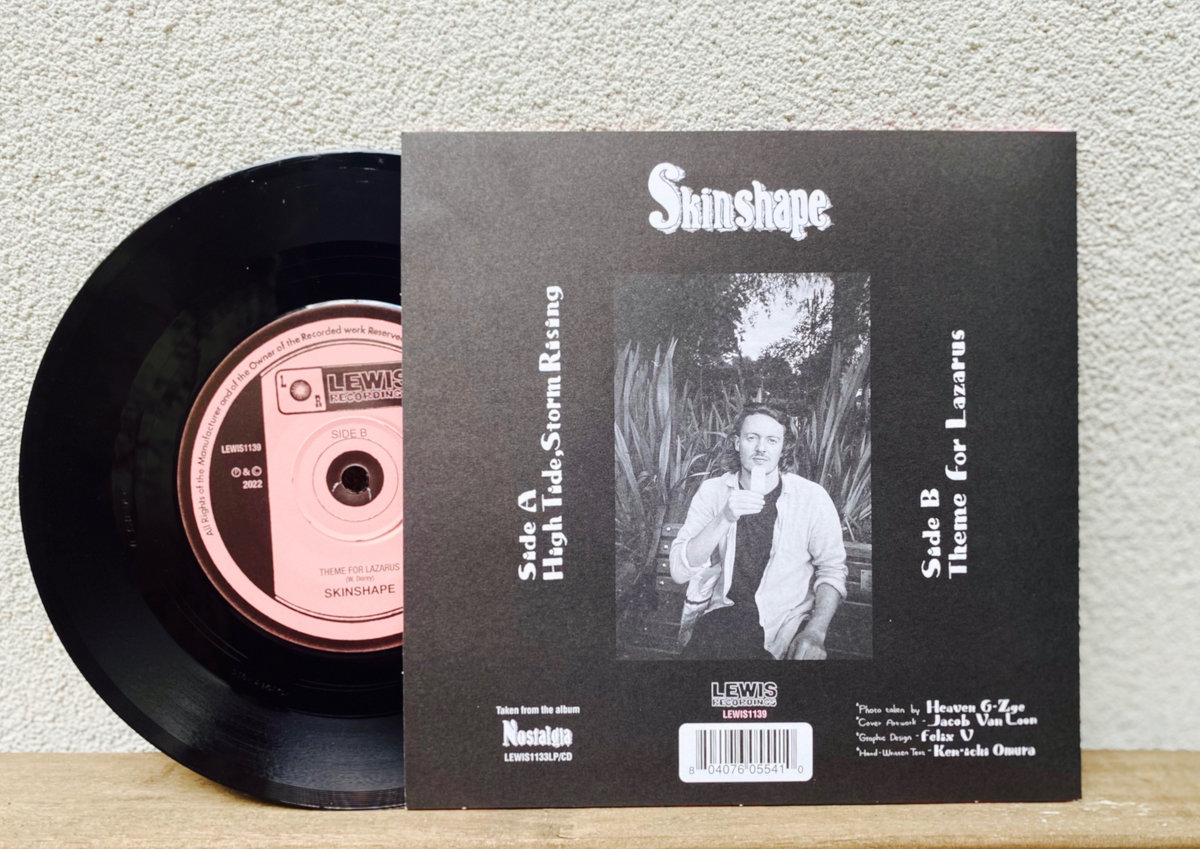 All Rights of the Manufacturer and of the Owner of the Recorded work Reserved
L
R
LEWIS
RECORDINGS
SIDE B
LEWIS1139
℗ & ©
2022
THEME FOR LAZARUS
(W. Dorey)
SKINSHAPE
Skinshape
Side A
High Tide, Storm Rising
Side B
Theme for Lazarus
Taken from the album
Nostalgia
LEWIS1133LP/CD
LEWIS
RECORDINGS
LEWIS1139
8 04076 05541 0
*Photo taken by Heaven G-Zge
*Cover Artwork - Jacob Van Loon
*Graphic Design - Felix V
*Hand-Written Text - Ken-ichi Omura